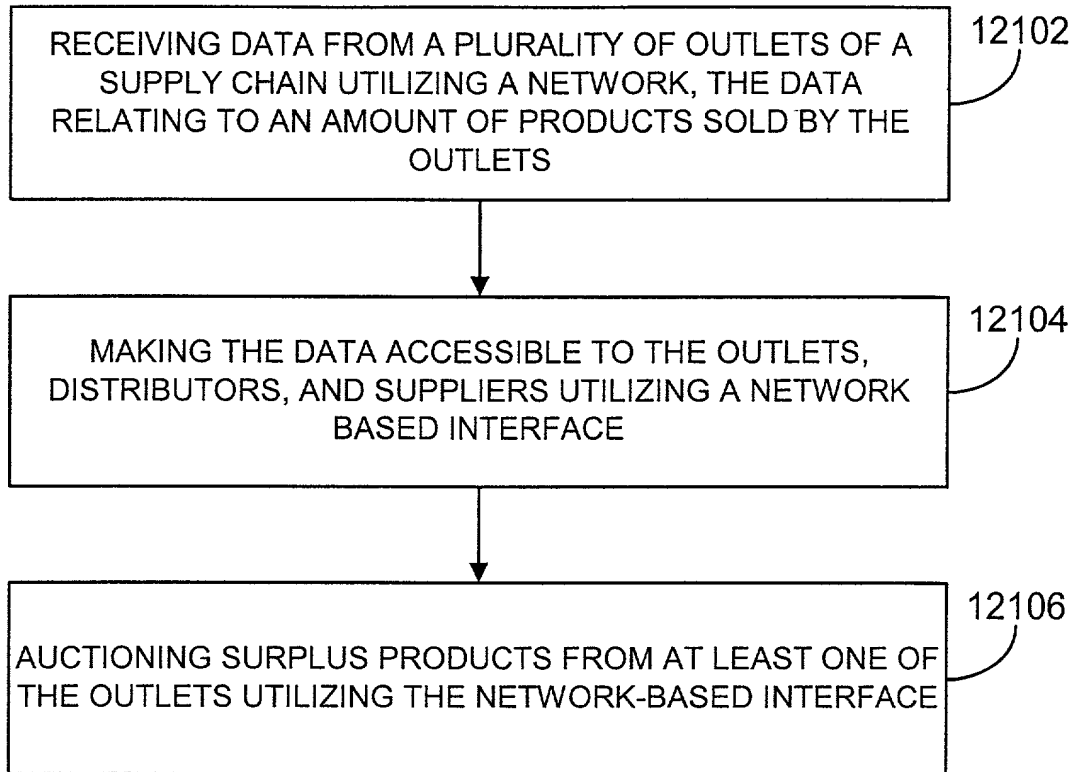 RECEIVING DATA FROM A PLURALITY OF OUTLETS OF A
SUPPLY CHAIN UTILIZING A NETWORK, THE DATA
RELATING TO AN AMOUNT OF PRODUCTS SOLD BY THE
OUTLETS
12102
MAKING THE DATA ACCESSIBLE TO THE OUTLETS,
DISTRIBUTORS, AND SUPPLIERS UTILIZING A NETWORK
BASED INTERFACE
12104
AUCTIONING SURPLUS PRODUCTS FROM AT LEAST ONE OF
THE OUTLETS UTILIZING THE NETWORK-BASED INTERFACE
12106